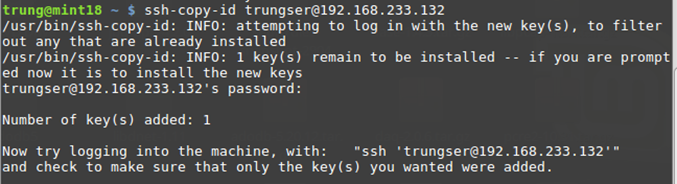 trung@mint18 ~ $ ssh-copy-id trungser@192.168.233.132
/usr/bin/ssh-copy-id: INFO: attempting to log in with the new key(s), to filter
out any that are already installed
/usr/bin/ssh-copy-id: INFO: 1 key(s) remain to be installed -- if you are prompt
ed now it is to install the new keys
trungser@192.168.233.132's password:
Number of key(s) added: 1
Now try logging into the machine, with:   "ssh 'trungser@192.168.233.132'"
and check to make sure that only the key(s) you wanted were added.